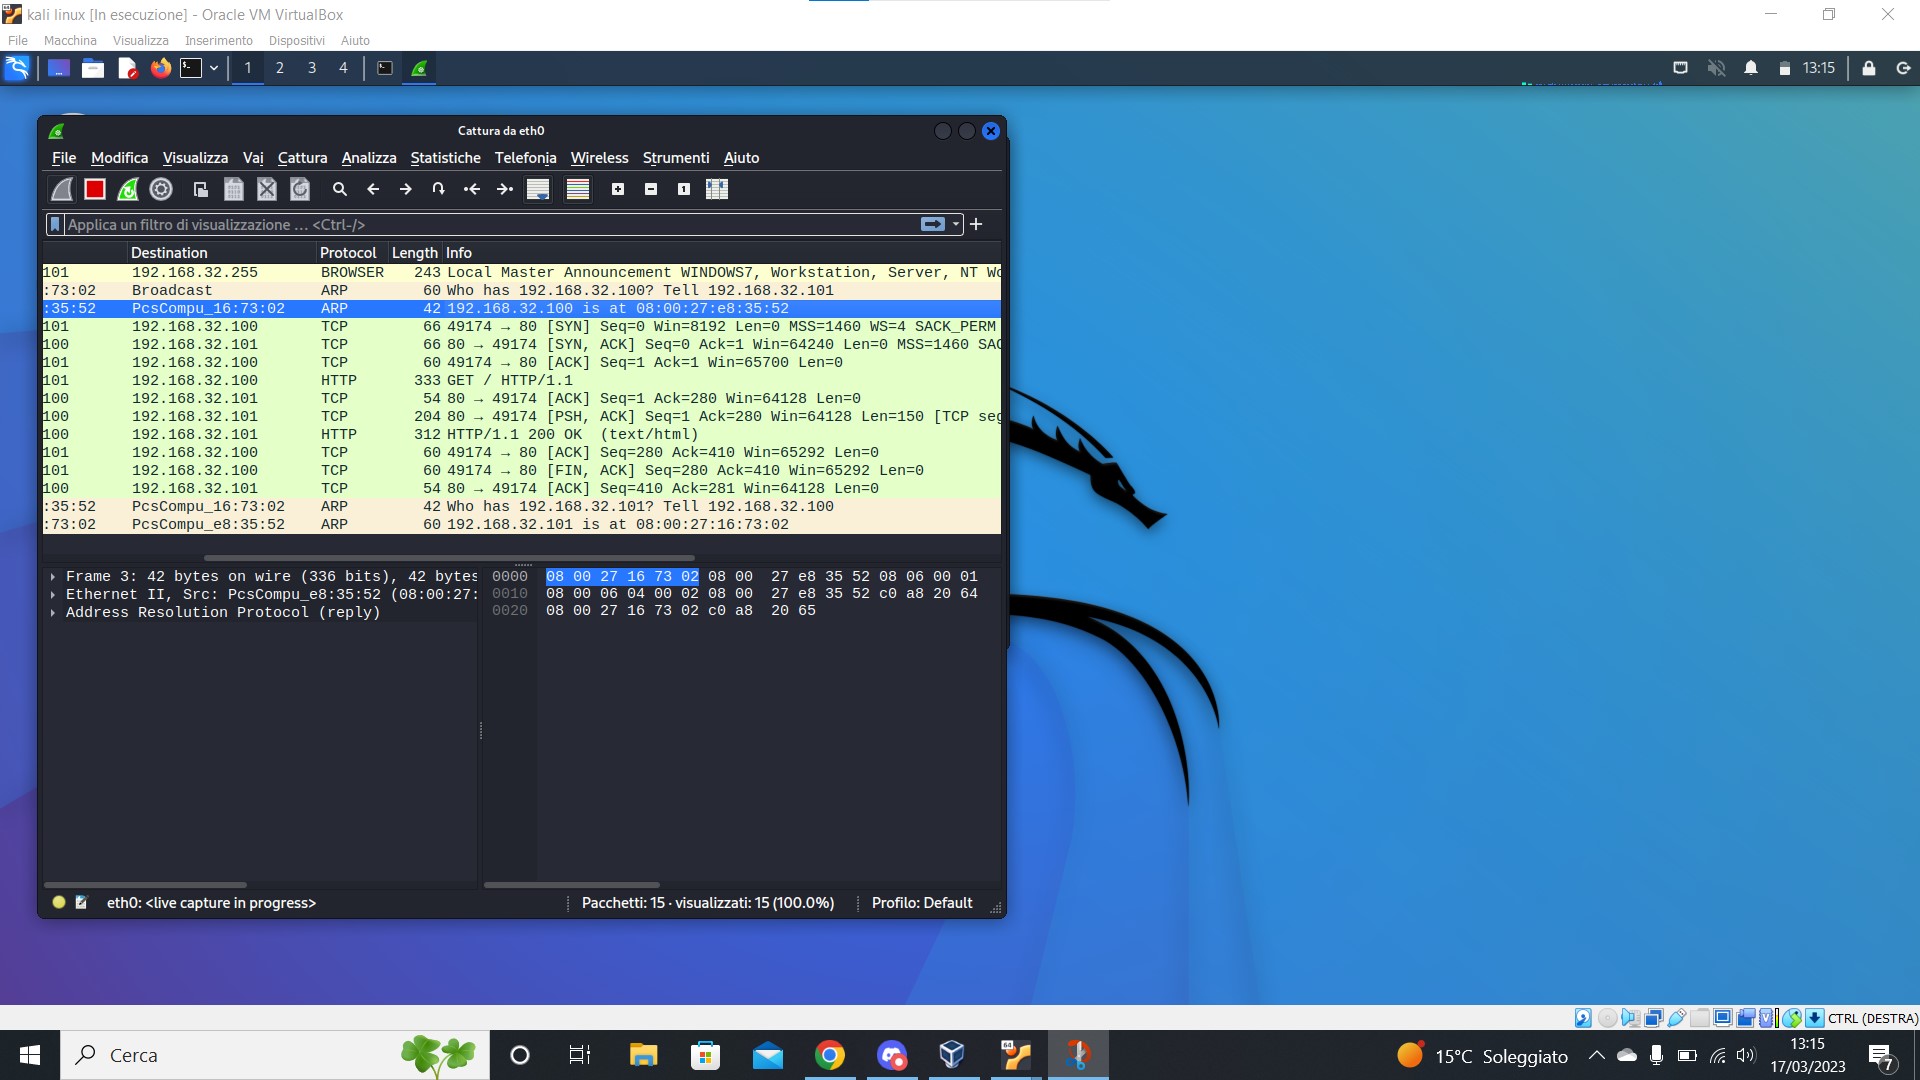 kali linux [In esecuzione] - Oracle VM VirtualBox
File Macchina Visualizza Inserimento Dispositivi Aiuto
1 2 3 4 13:15
Cattura da eth0
File Modifica Visualizza Vai Cattura Analizza Statistiche Telefonia Wireless Strumenti Aiuto
Applica un filtro di visualizzazione … <Ctrl-/>
Destination Protocol Length Info
101 192.168.32.255 BROWSER 243 Local Master Announcement WINDOWS7, Workstation, Server, NT Wo
:73:02 Broadcast ARP 60 Who has 192.168.32.100? Tell 192.168.32.101
:35:52 PcsCompu_16:73:02 ARP 42 192.168.32.100 is at 08:00:27:e8:35:52
101 192.168.32.100 TCP 66 49174 → 80 [SYN] Seq=0 Win=8192 Len=0 MSS=1460 WS=4 SACK_PERM
100 192.168.32.101 TCP 66 80 → 49174 [SYN, ACK] Seq=0 Ack=1 Win=64240 Len=0 MSS=1460 SAC
101 192.168.32.100 TCP 60 49174 → 80 [ACK] Seq=1 Ack=1 Win=65700 Len=0
101 192.168.32.100 HTTP 333 GET / HTTP/1.1
100 192.168.32.101 TCP 54 80 → 49174 [ACK] Seq=1 Ack=280 Win=64128 Len=0
100 192.168.32.101 TCP 204 80 → 49174 [PSH, ACK] Seq=1 Ack=280 Win=64128 Len=150 [TCP seg
100 192.168.32.101 HTTP 312 HTTP/1.1 200 OK (text/html)
101 192.168.32.100 TCP 60 49174 → 80 [ACK] Seq=280 Ack=410 Win=65292 Len=0
101 192.168.32.100 TCP 60 49174 → 80 [FIN, ACK] Seq=280 Ack=410 Win=65292 Len=0
100 192.168.32.101 TCP 54 80 → 49174 [ACK] Seq=410 Ack=281 Win=64128 Len=0
:35:52 PcsCompu_16:73:02 ARP 42 Who has 192.168.32.101? Tell 192.168.32.100
:73:02 PcsCompu_e8:35:52 ARP 60 192.168.32.101 is at 08:00:27:16:73:02
Frame 3: 42 bytes on wire (336 bits), 42 bytes
Ethernet II, Src: PcsCompu_e8:35:52 (08:00:27:
Address Resolution Protocol (reply)
0000 08 00 27 16 73 02 08 00 27 e8 35 52 08 06 00 01
0010 08 00 06 04 00 02 08 00 27 e8 35 52 c0 a8 20 64
0020 08 00 27 16 73 02 c0 a8 20 65
eth0: <live capture in progress> Pacchetti: 15 · visualizzati: 15 (100.0%) Profilo: Default
CTRL (DESTRA)
Cerca
64
15°C Soleggiato
13:15
17/03/2023
7